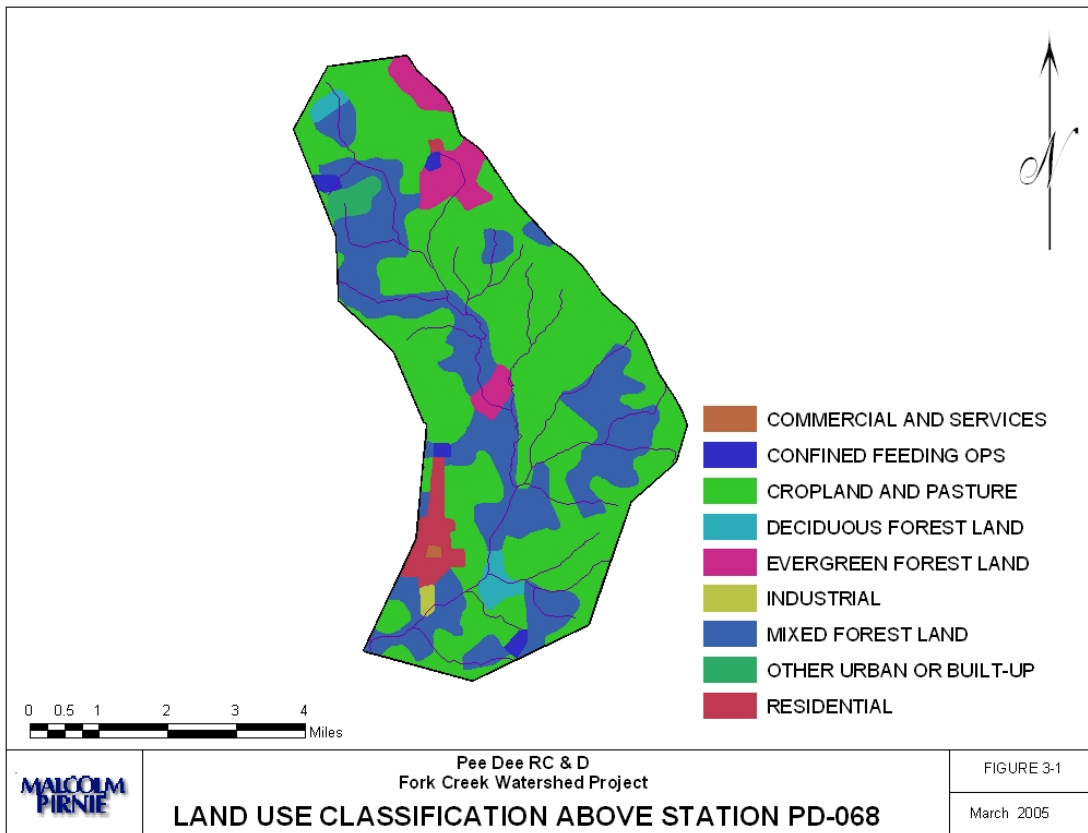 N
COMMERCIAL AND SERVICES
CONFINED FEEDING OPS
CROPLAND AND PASTURE
DECIDUOUS FOREST LAND
EVERGREEN FOREST LAND
INDUSTRIAL
MIXED FOREST LAND
OTHER URBAN OR BUILT-UP
RESIDENTIAL
0 0.5 1 2 3 4
Miles
MALCOLM
PIRNIE
Pee Dee RC & D
Fork Creek Watershed Project
LAND USE CLASSIFICATION ABOVE STATION PD-068
FIGURE 3-1
March 2005